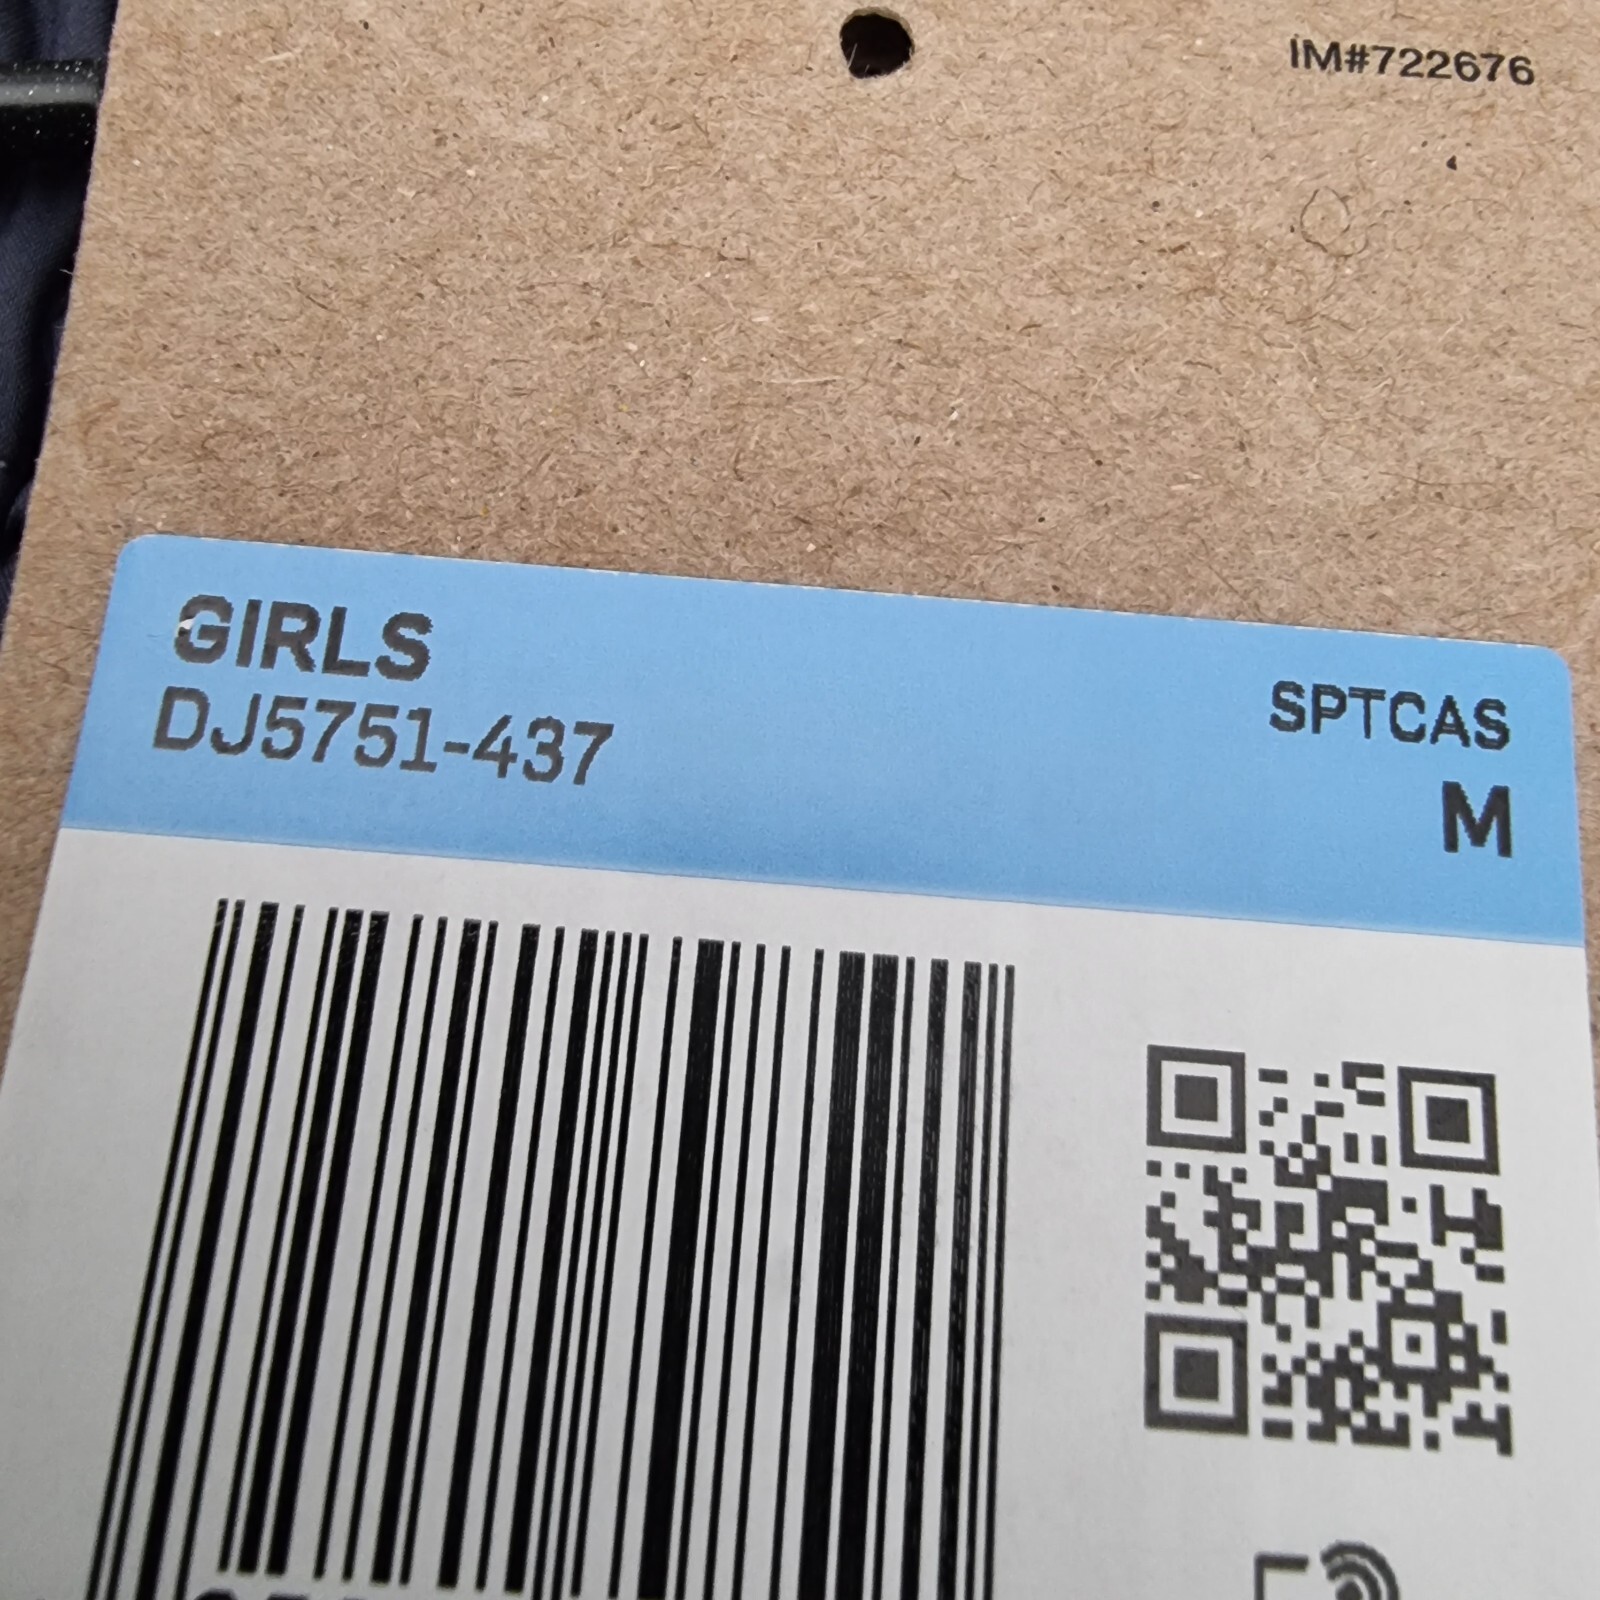 IM#722676
GIRLS
DJ5751-437
SPTCAS
M